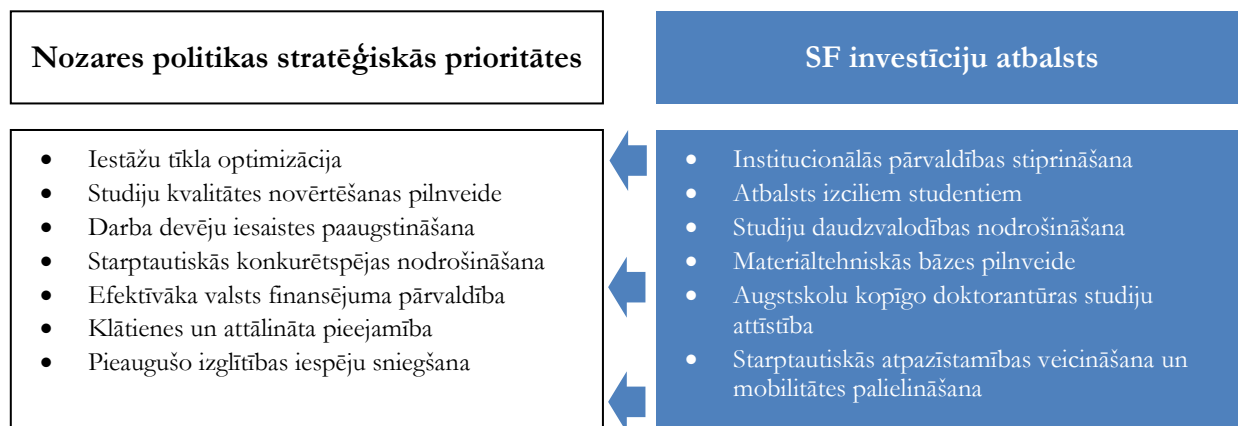 Nozares politikas stratēģiskās prioritātes
SF investīciju atbalsts
• Iestāžu tīkla optimizācija
• Studiju kvalitātes novērtēšanas pilnveide
• Darba devēju iesaistes paaugstināšana
• Starptautiskās konkurētspējas nodrošināšana
• Efektīvāka valsts finansējuma pārvaldība
• Klātienes un attālināta pieejamība
• Pieaugušo izglītības iespēju sniegšana
• Institucionālās pārvaldības stiprināšana
• Atbalsts izciliem studentiem
• Studiju daudzvalodības nodrošināšana
• Materiāltehniskās bāzes pilnveide
• Augstskolu kopīgo doktorantūras studiju
attīstība
• Starptautiskās atpazīstamības veicināšana un
mobilitātes palielināšana